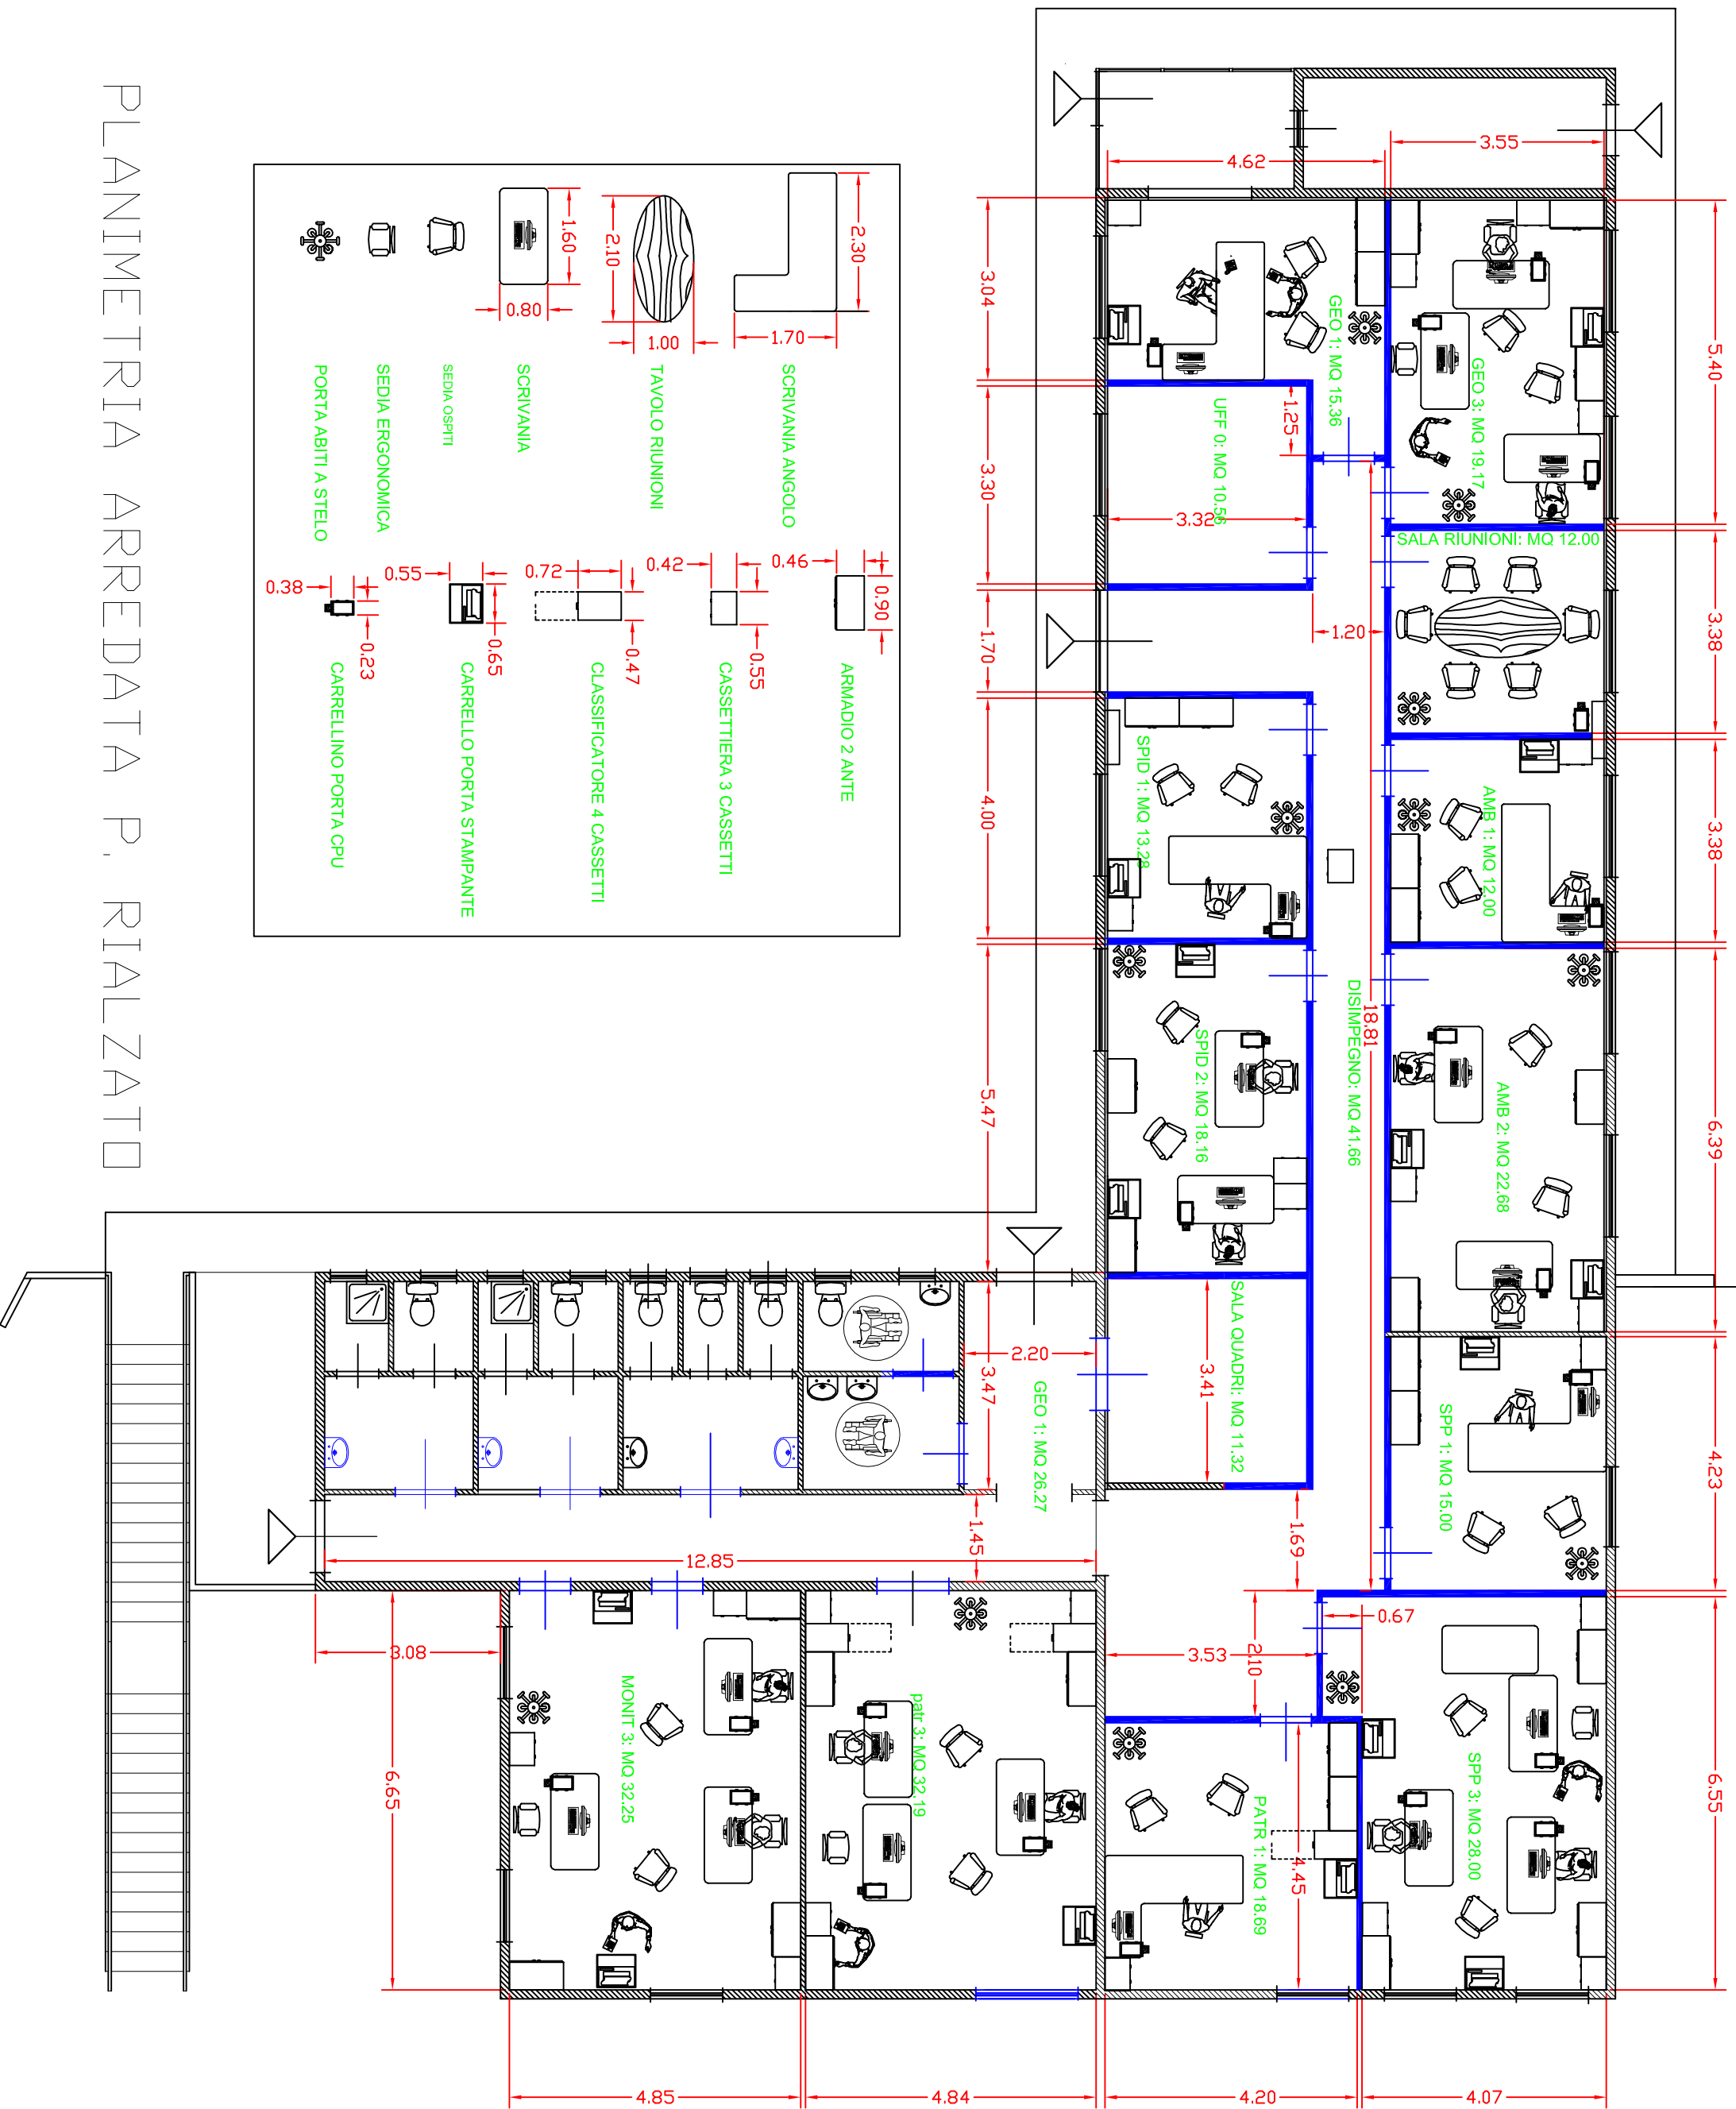 PLANIMETRIA ARREDATA P. RIALZATO
SCRIVANIA ANGOLO
2.30
1.70
TAVOLO RIUNIONI
2.10
1.00
SCRIVANIA
1.60
0.80
SEDIA OSPITI
SEDIA ERGONOMICA
PORTA ABITI A STELO
ARMADIO 2 ANTE
0.46
0.90
CASSETTIERA 3 CASSETTI
0.42
0.55
CLASSIFICATORE 4 CASSETTI
0.72
0.47
CARRELLO PORTA STAMPANTE
0.55
0.65
CARRELLINO PORTA CPU
0.38
0.23
3.55
4.62
5.40
3.38
3.38
6.39
4.23
6.55
GEO 3: MQ 19.17
SALA RIUNIONI: MQ 12.00
AMB 1: MQ 12.00
AMB 2: MQ 22.68
SPP 1: MQ 15.00
SPP 3: MQ 28.00
GEO 1: MQ 15.36
1.25
UFF 0: MQ 10.56
3.32
1.20
DISIMPEGNO: MQ 41.66
18.81
SPID 1: MQ 13.28
SPID 2: MQ 18.16
SALA QUADRI: MQ 11.32
3.41
1.69
0.67
2.10
3.53
PATR 1: MQ 18.69
4.45
3.04
3.30
1.70
4.00
5.47
2.20
3.47
GEO 1: MQ 26.27
1.45
12.85
3.08
6.65
patr 3: MQ 32.19
MONIT 3: MQ 32.25
4.85
4.84
4.20
4.07